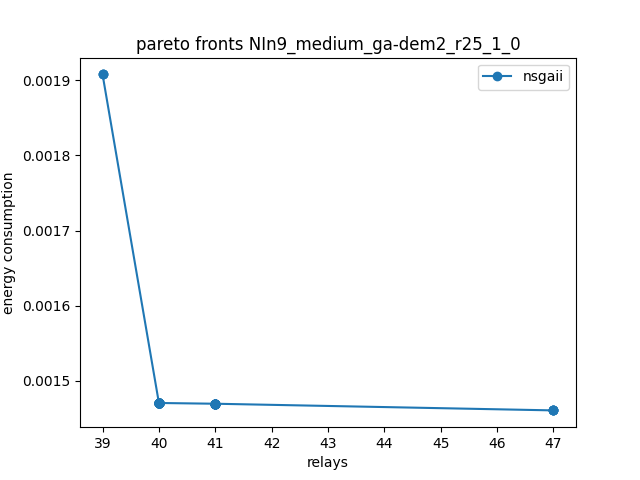 pareto fronts NIn9_medium_ga-dem2_r25_1_0
nsgaii
0.0019
0.0018
0.0017
0.0016
0.0015
energy consumption
39 40 41 42 43 44 45 46 47
relays